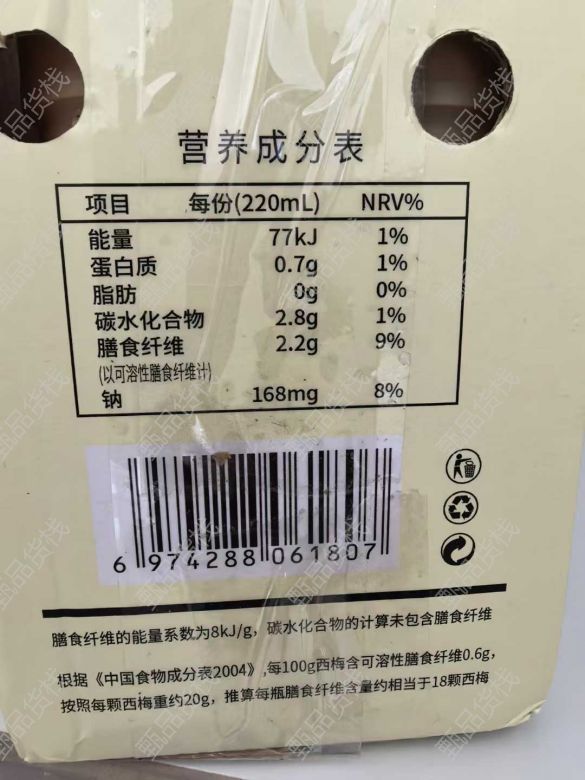 营养成分表
项目 每份(220mL) NRV%
能量 77kJ 1%
蛋白质 0.7g 1%
脂肪 0g 0%
碳水化合物 2.8g 1%
膳食纤维 2.2g 9%
(以可溶性膳食纤维计)
钠 168mg 8%
6 974288 061807
膳食纤维的能量系数为8kJ/g，碳水化合物的计算未包含膳食纤维
根据《中国食物成分表2004》,每100g西梅含可溶性膳食纤维0.6g，
按照每颗西梅重约20g，推算每瓶膳食纤维含量约相当于18颗西梅
甄品货栈